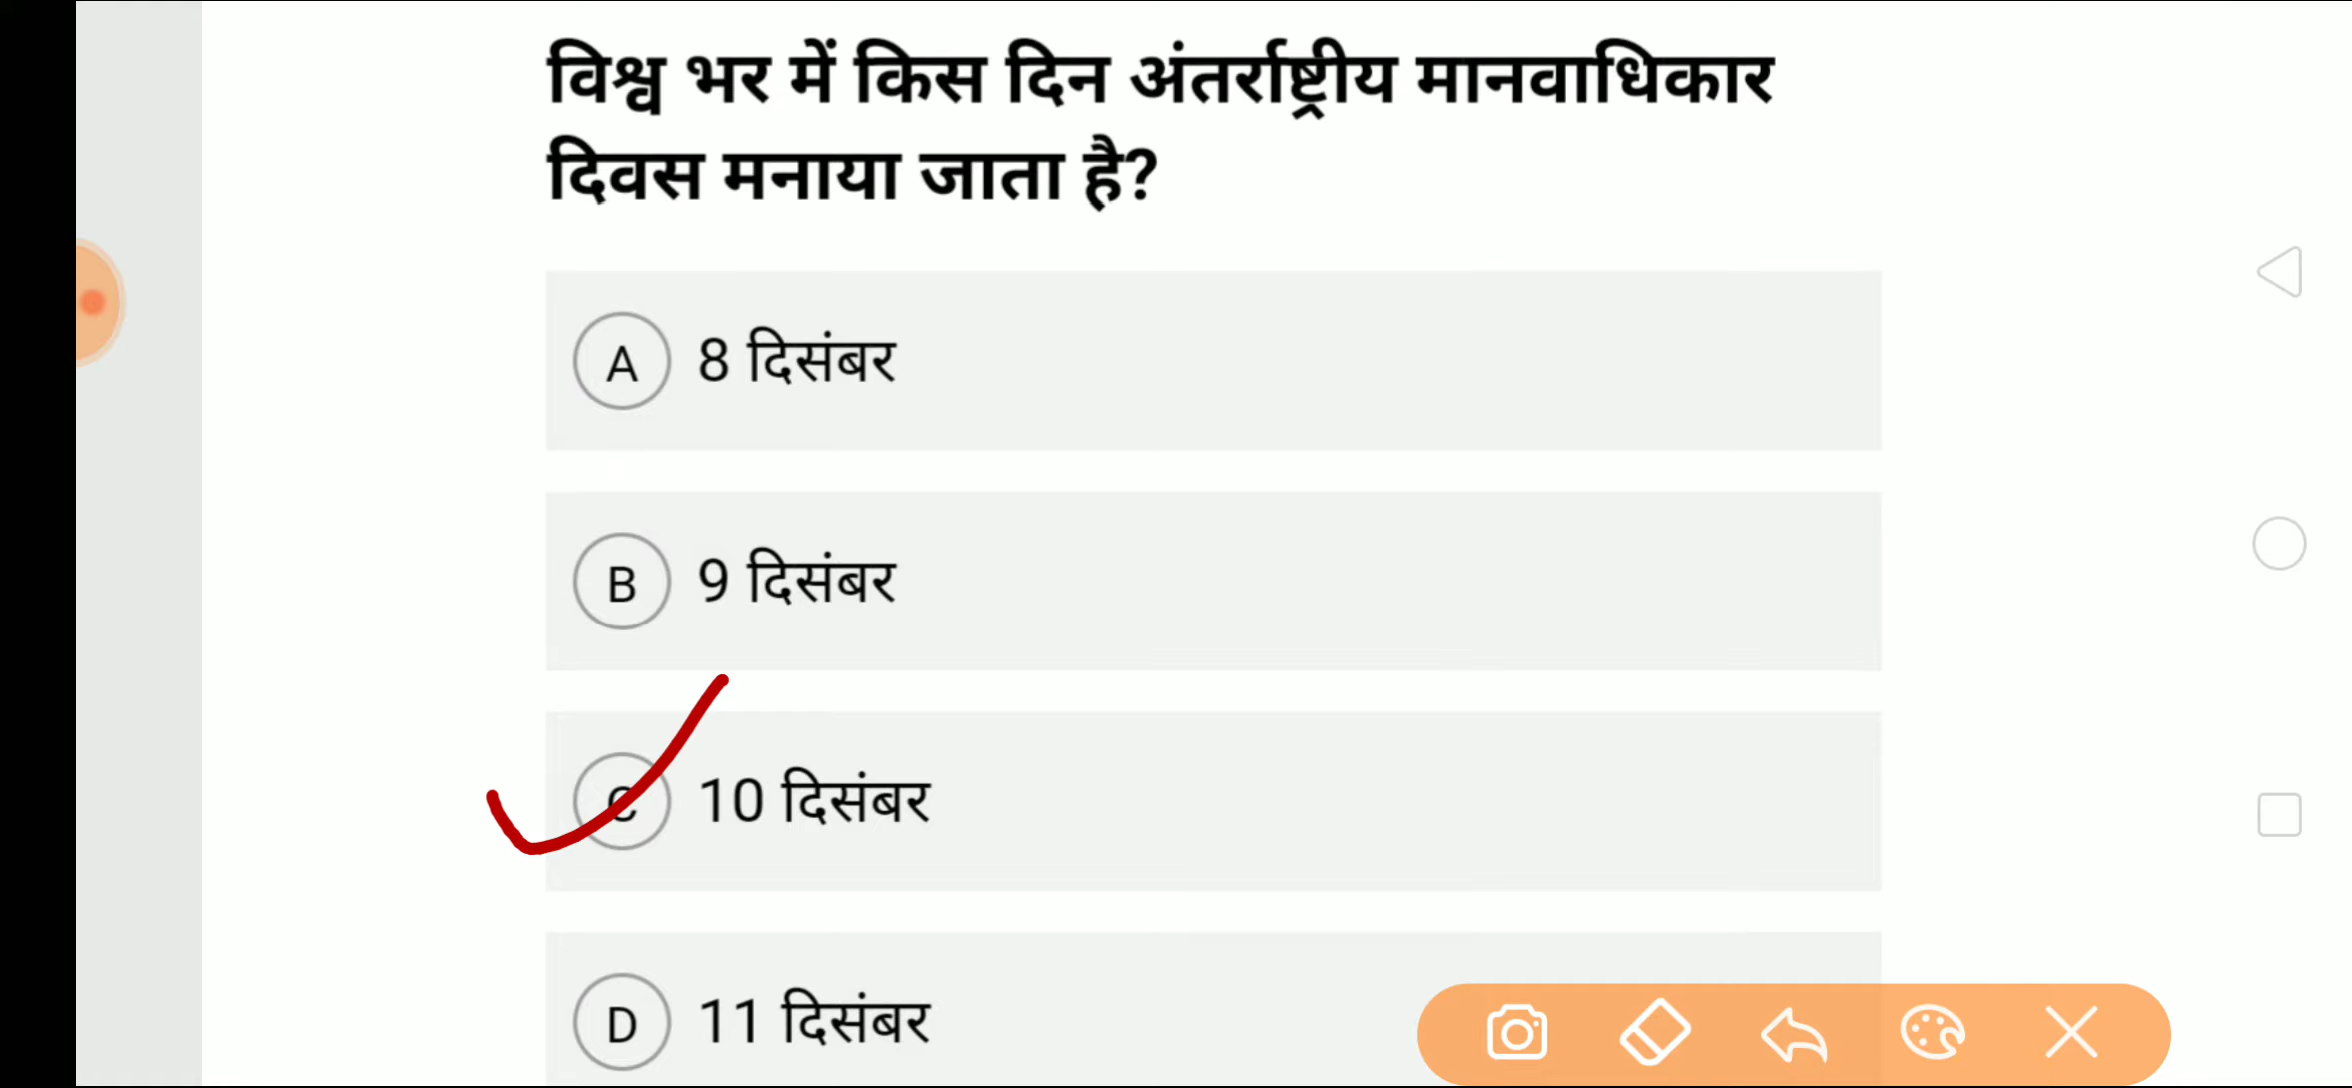 विश्व भर में किस दिन अंतर्राष्ट्रीय मानवाधिकार
दिवस मनाया जाता है?
A 8 दिसंबर
B 9 दिसंबर
C 10 दिसंबर
D 11 दिसंबर